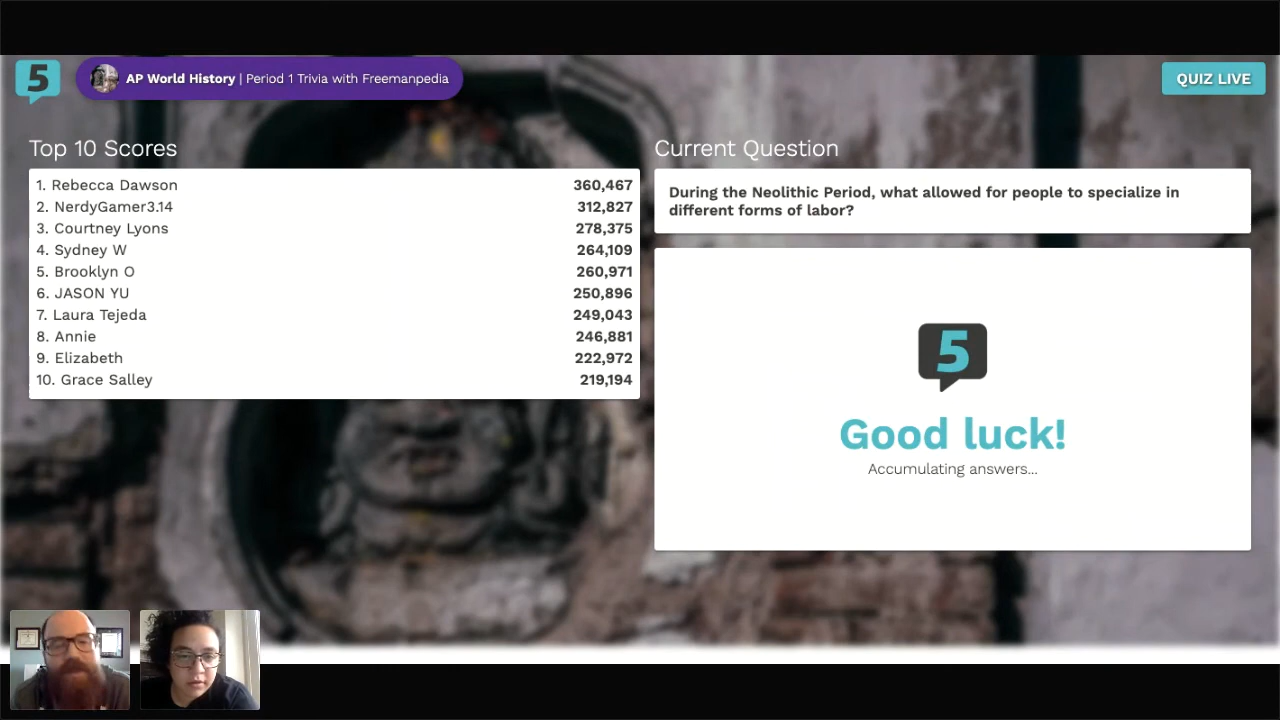 5
AP World History | Period 1 Trivia with Freemanpedia
QUIZ LIVE
Top 10 Scores
1. Rebecca Dawson 360,467
2. NerdyGamer3.14 312,827
3. Courtney Lyons 278,375
4. Sydney W 264,109
5. Brooklyn O 260,971
6. JASON YU 250,896
7. Laura Tejeda 249,043
8. Annie 246,881
9. Elizabeth 222,972
10. Grace Salley 219,194
Current Question
During the Neolithic Period, what allowed for people to specialize in
different forms of labor?
5
Good luck!
Accumulating answers...